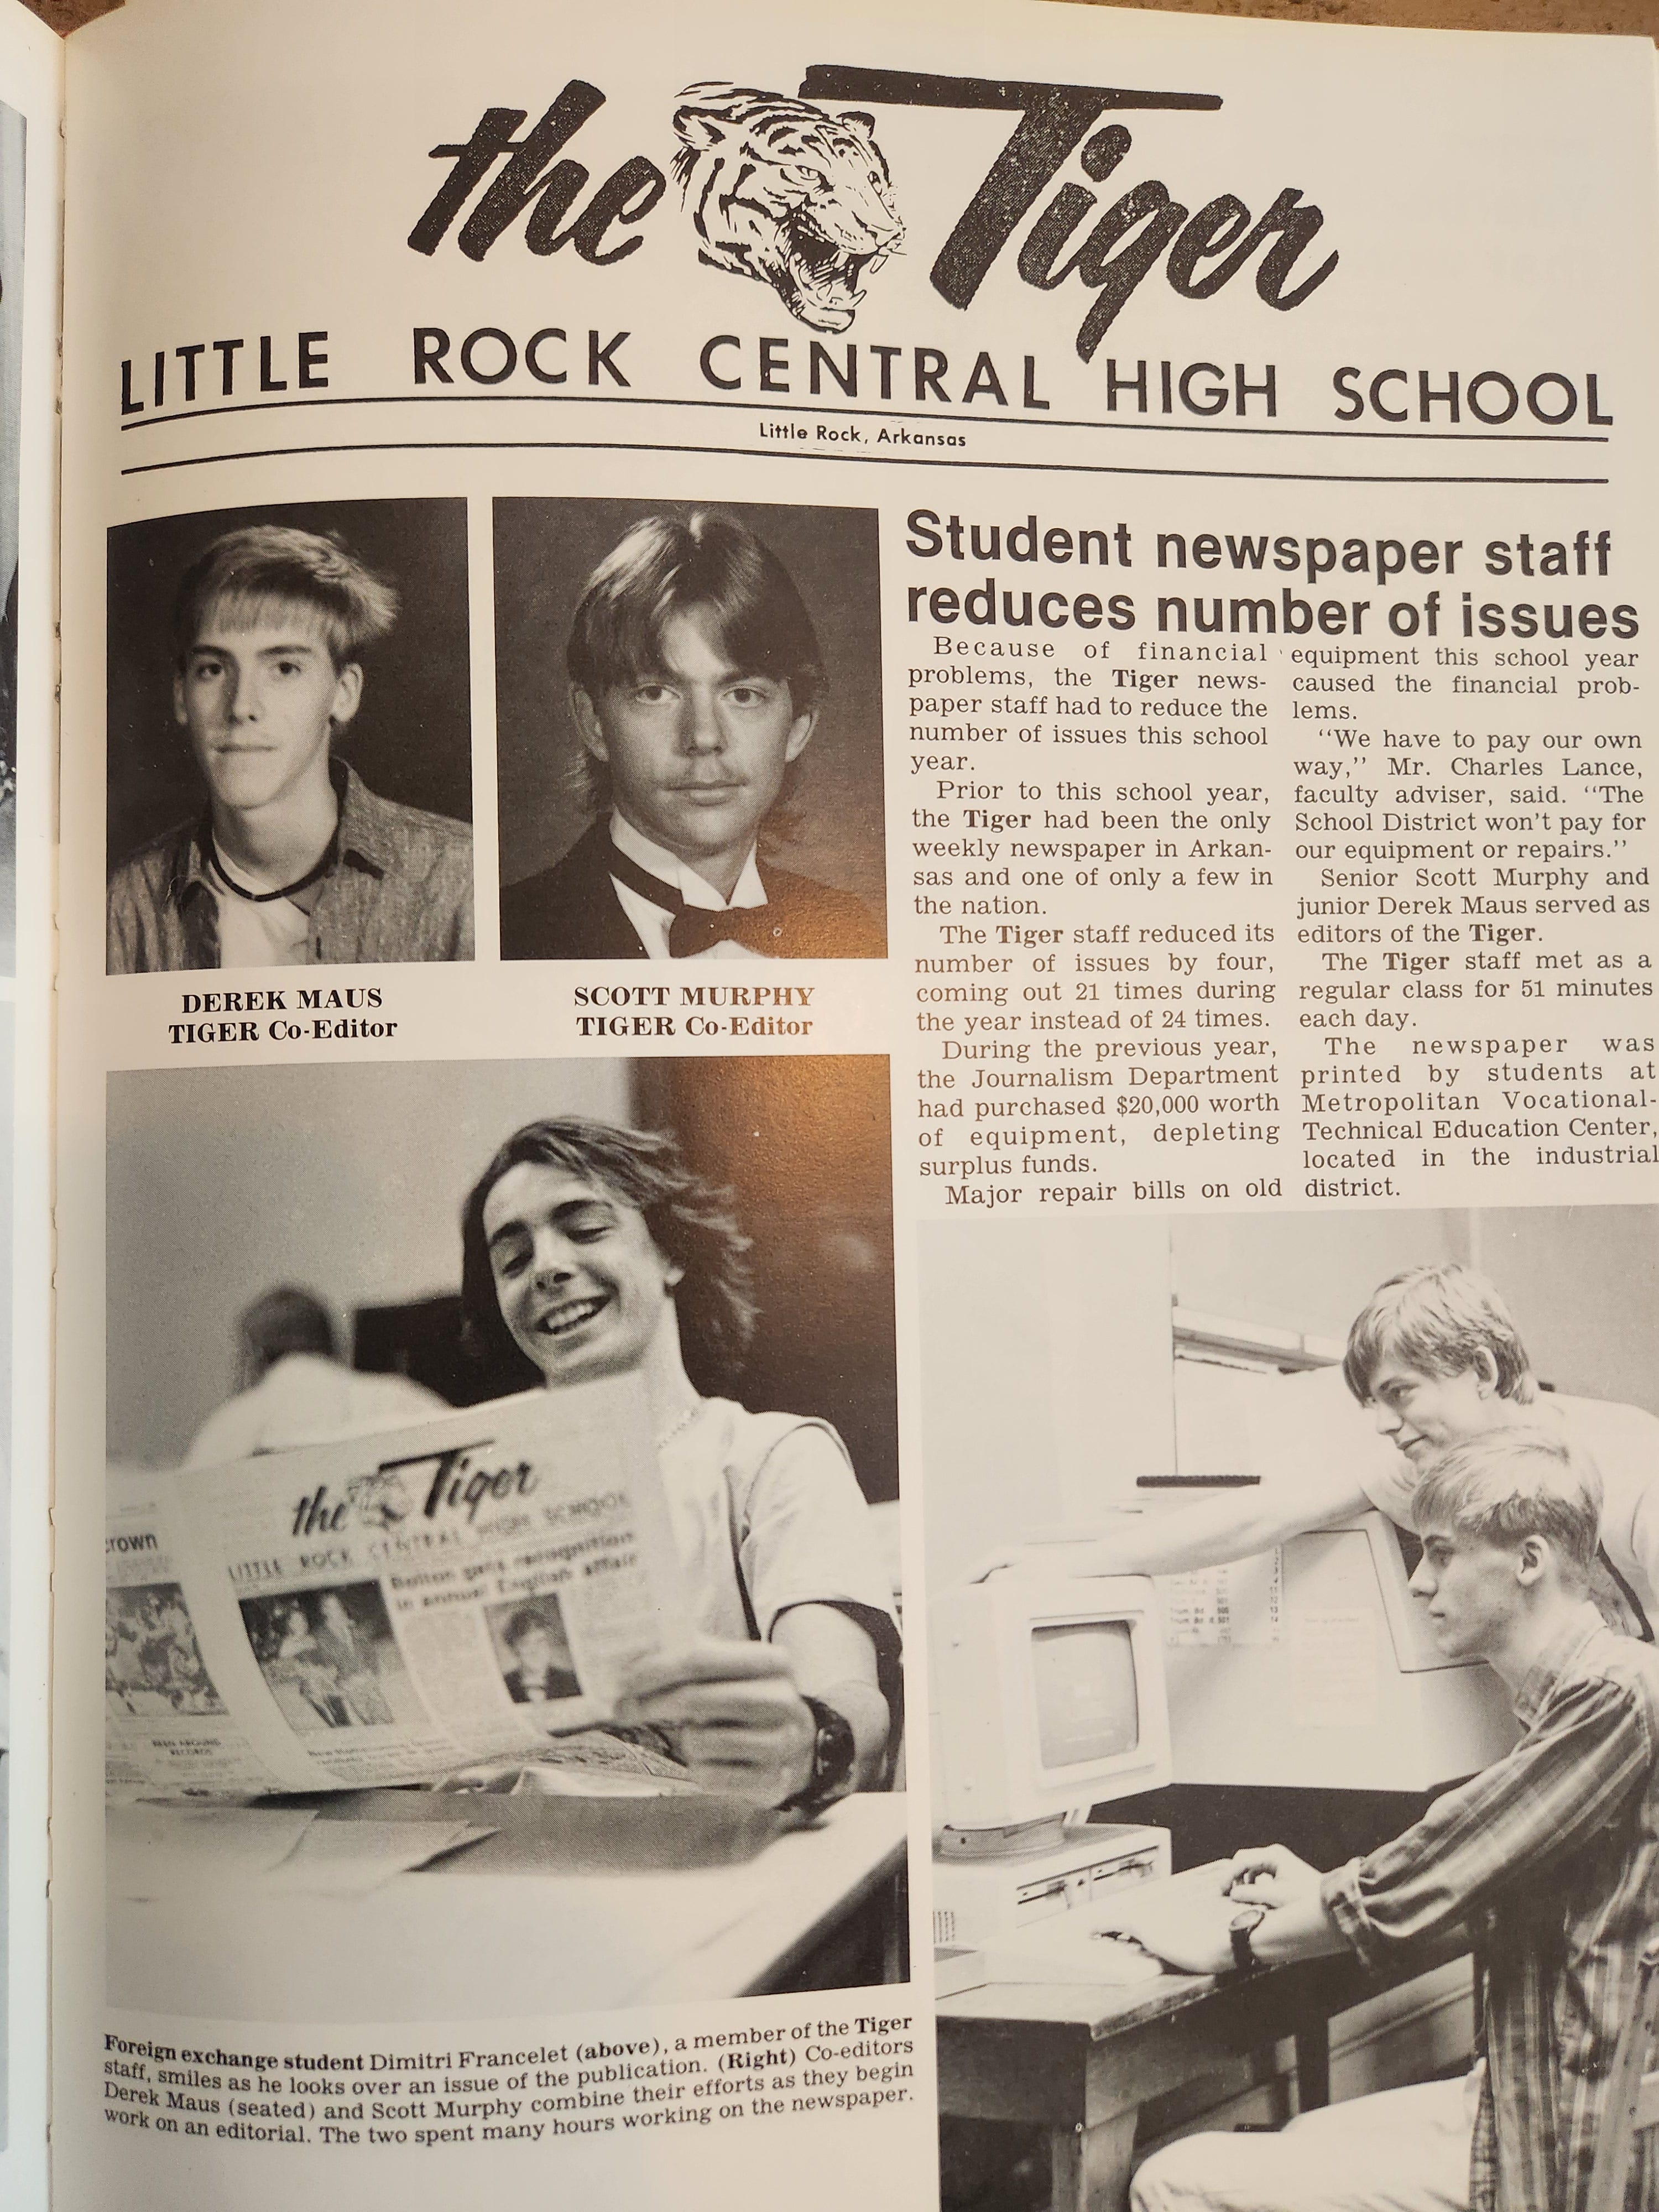 the Tiger
LITTLE ROCK CENTRAL HIGH SCHOOL
Little Rock, Arkansas
DEREK MAUS
TIGER Co-Editor
SCOTT MURPHY
TIGER Co-Editor
Student newspaper staff
reduces number of issues
Because of financial
problems, the Tiger news-
paper staff had to reduce the
number of issues this school
year.
Prior to this school year,
the Tiger had been the only
weekly newspaper in Arkan-
sas and one of only a few in
the nation.
The Tiger staff reduced its
number of issues by four,
coming out 21 times during
the year instead of 24 times.
During the previous year,
the Journalism Department
had purchased $20,000 worth
of equipment, depleting
surplus funds.
Major repair bills on old
equipment this school year
caused the financial prob-
lems.
"We have to pay our own
way," Mr. Charles Lance,
faculty adviser, said. "The
School District won't pay for
our equipment or repairs."
Senior Scott Murphy and
junior Derek Maus served as
editors of the Tiger.
The Tiger staff met as a
regular class for 51 minutes
each day.
The newspaper was
printed by students at
Metropolitan Vocational-
Technical Education Center,
located in the industrial
district.
crown
the Tiger
LITTLE ROCK CENTRAL HIGH SCHOOL
Bolton gets recognition
in annual English affair
BEEN AROUND
RECORDS
Foreign exchange student Dimitri Francelet (above), a member of the Tiger
staff, smiles as he looks over an issue of the publication. (Right) Co-editors
Derek Maus (seated) and Scott Murphy combine their efforts as they begin
work on an editorial. The two spent many hours working on the newspaper.